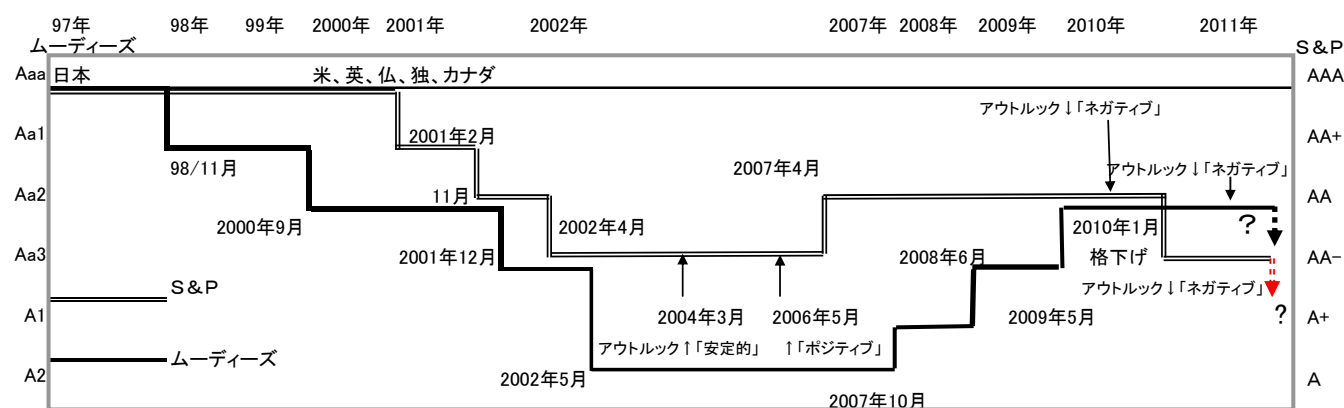 97年 98年 99年 2000年 2001年 2002年 2007年 2008年 2009年 2010年 2011年
ムーディーズ S&P
Aaa 日本 米、英、仏、独、カナダ AAA
アウトルック↓「ネガティブ」
Aa1 2001年2月 AA+
98/11月 2007年4月 アウトルック↓「ネガティブ」
Aa2 11月 AA
2000年9月 2002年4月 2010年1月 ?
Aa3 2001年12月 2008年6月 格下げ AA-
S&P アウトルック↓「ネガティブ」
A1 2004年3月 2006年5月 2009年5月 ? A+
ムーディーズ アウトルック↑「安定的」 ↑「ポジティブ」
A2 2002年5月 A
2007年10月